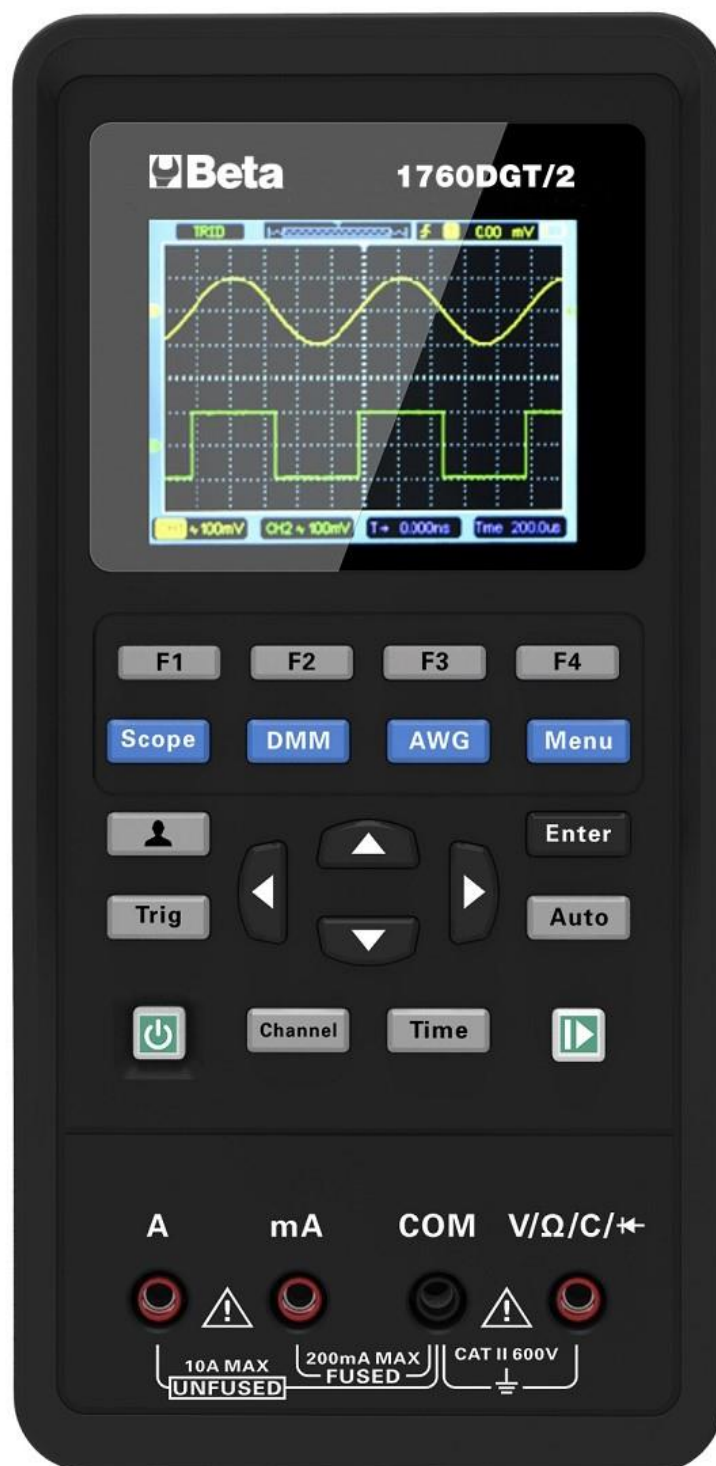 Beta 1760DGT/2
TRIG 0.00 mV
CH1 100mV CH2 100mV T→ 0.000ns Time 200.0us
F1 F2 F3 F4
Scope DMM AWG Menu
Enter
Trig Auto
Channel Time
A mA COM V/Ω/C/
10A MAX 200mA MAX CAT II 600V
UNFUSED FUSED